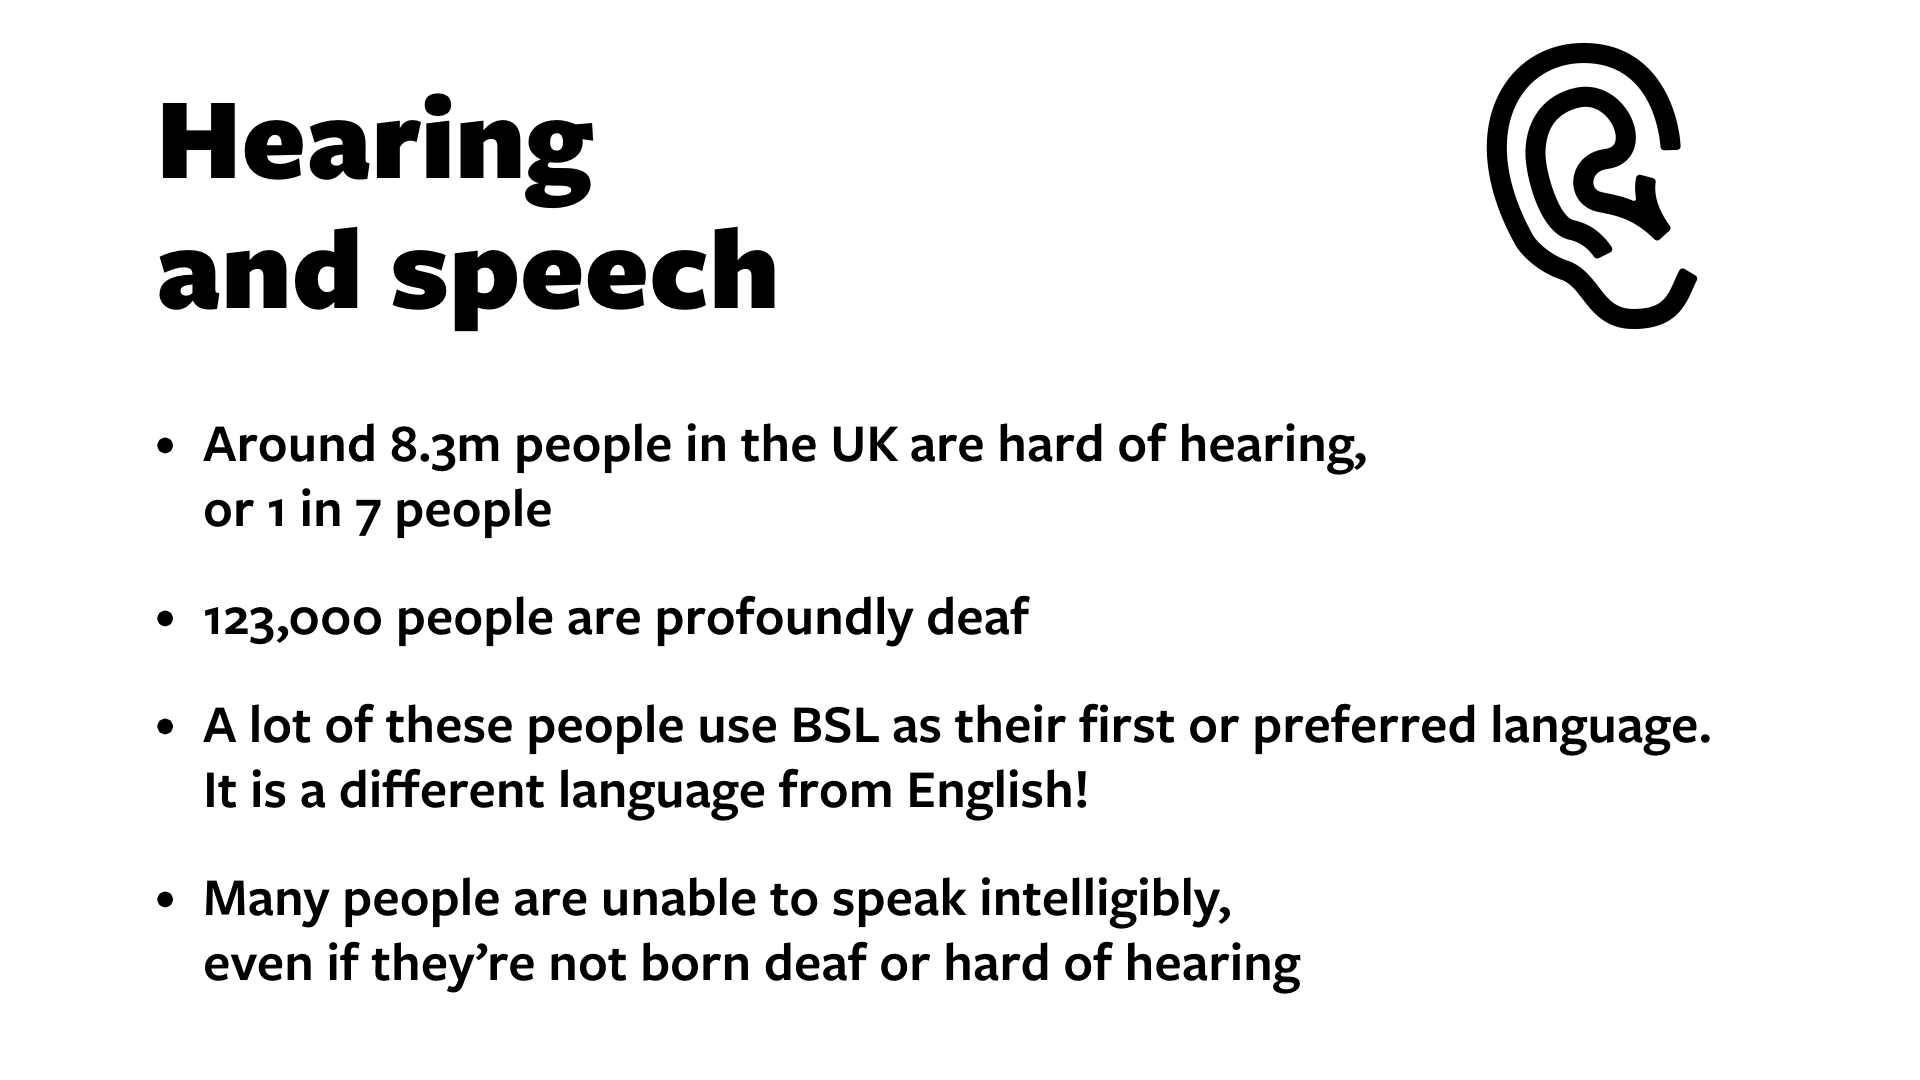 Hearing
and speech
• Around 8.3m people in the UK are hard of hearing,
or 1 in 7 people
• 123,000 people are profoundly deaf
• A lot of these people use BSL as their first or preferred language.
It is a different language from English!
• Many people are unable to speak intelligibly,
even if they’re not born deaf or hard of hearing